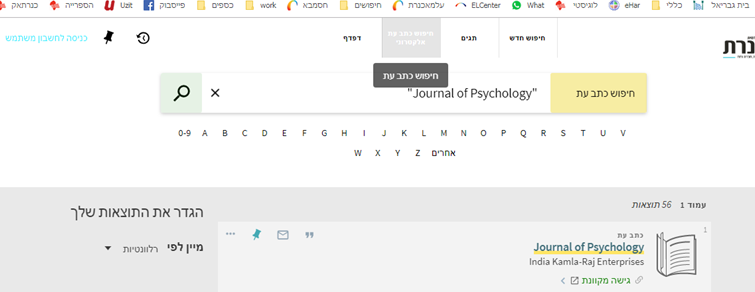 בית גבריאל
כללי
eHar
לוגיסטי
What
ELCenter
עלמאכנרת
חיפושים
חסמבא
work
כספים
פייסבוק
Uzit
הספרייה
כנרתאק
נרת
חיפוש חדש
תגים
חיפוש כתב עת
אלקטרוני
דפדף
כניסה לחשבון משתמש
חיפוש כתב עת
חיפוש כתב עת
"Journal of Psychology"
0-9 A B C D E F G H I J K L M N O P Q R S T U V
W X Y Z אחרים
עמוד 1 56 תוצאות
הגדר את התוצאות שלך
1
כתב עת
Journal of Psychology
India Kamla-Raj Enterprises
גישה מקוונת
מיין לפי רלוונטיות